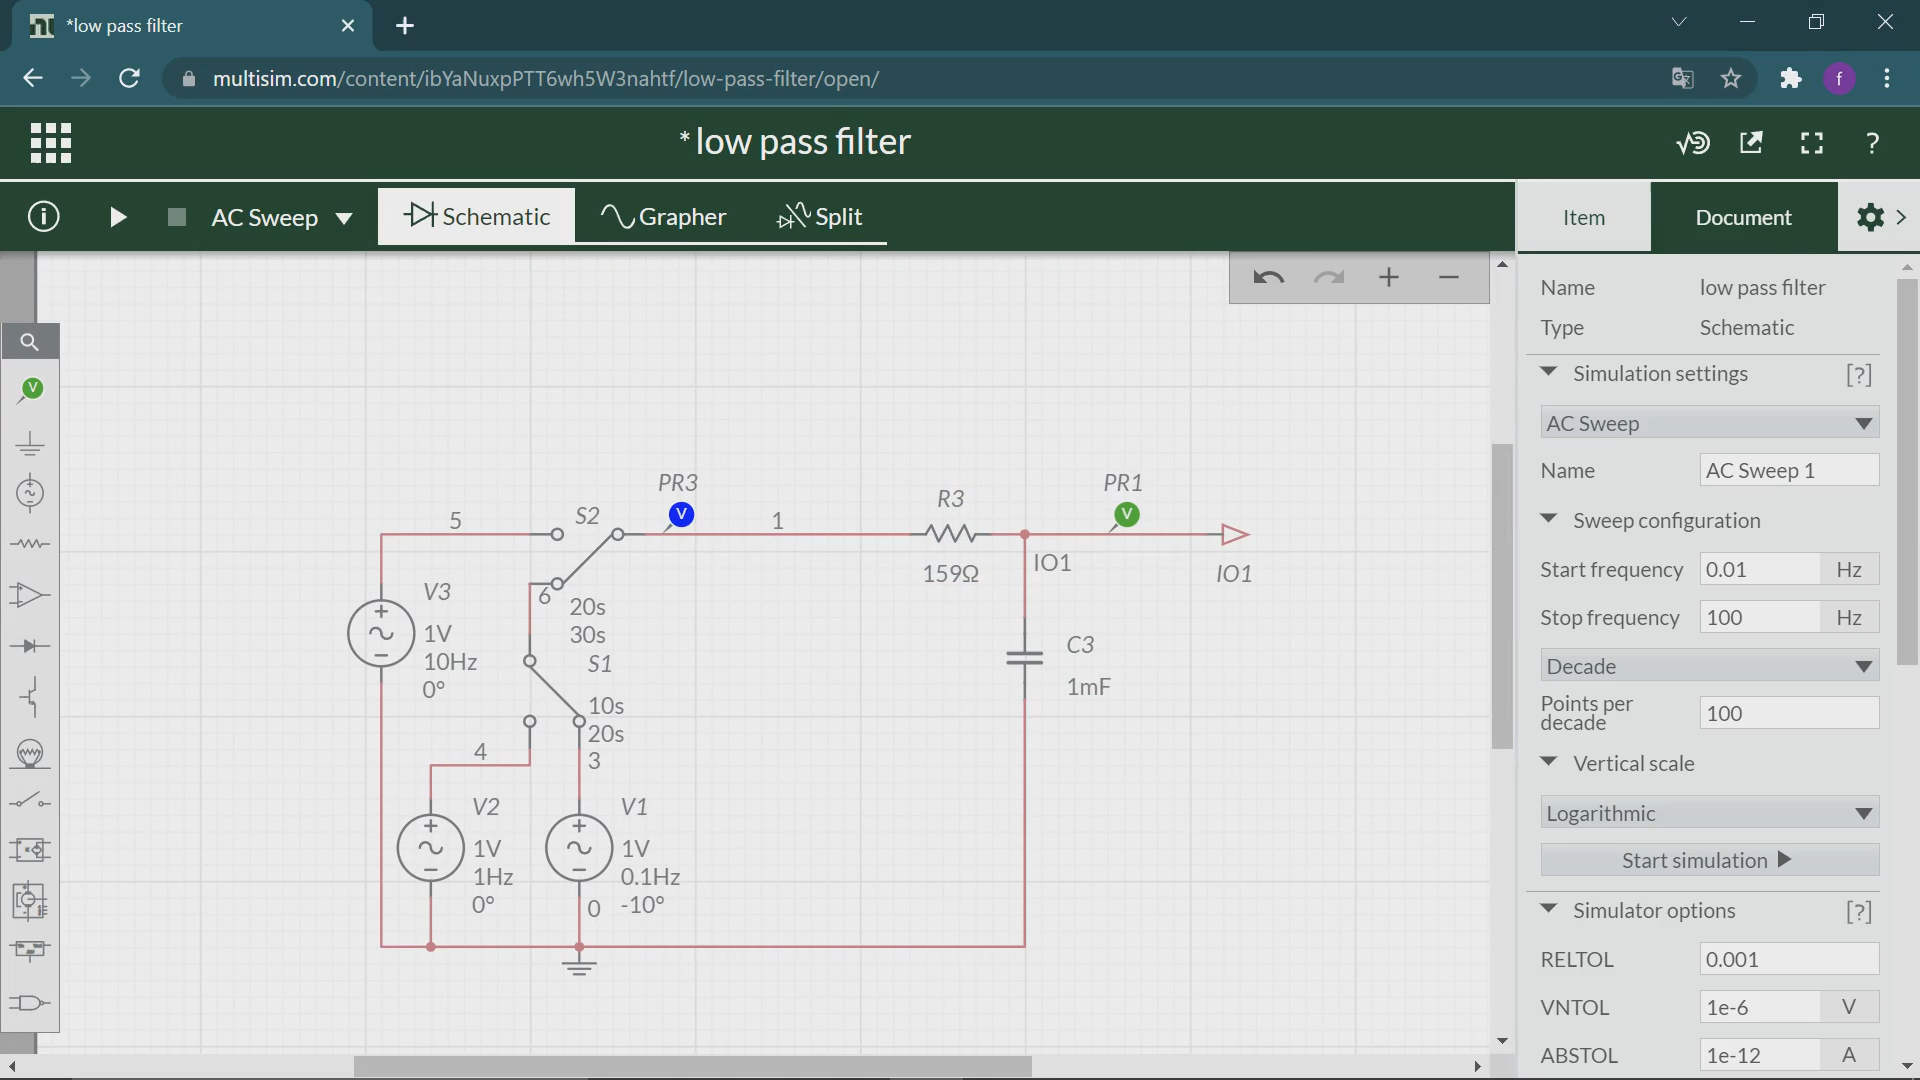 *low pass filter
multisim.com/content/ibYaNuxpPTT6wh5W3nahtf/low-pass-filter/open/
f
*low pass filter
?
AC Sweep
Schematic
Grapher
Split
Item
Document
Name low pass filter
Type Schematic
Simulation settings [?]
AC Sweep
Name AC Sweep 1
Sweep configuration
Start frequency 0.01 Hz
Stop frequency 100 Hz
Decade
Points per
decade
100
Vertical scale
Logarithmic
Start simulation
Simulator options [?]
RELTOL 0.001
VNTOL 1e-6 V
ABSTOL 1e-12 A
V
PR3
V
PR1
V
5
S2
1
R3
159Ω
IO1
IO1
6
20s
30s
V3
1V
10Hz
0°
S1
10s
20s
3
C3
1mF
4
V2
1V
1Hz
0°
V1
1V
0.1Hz
-10°
0